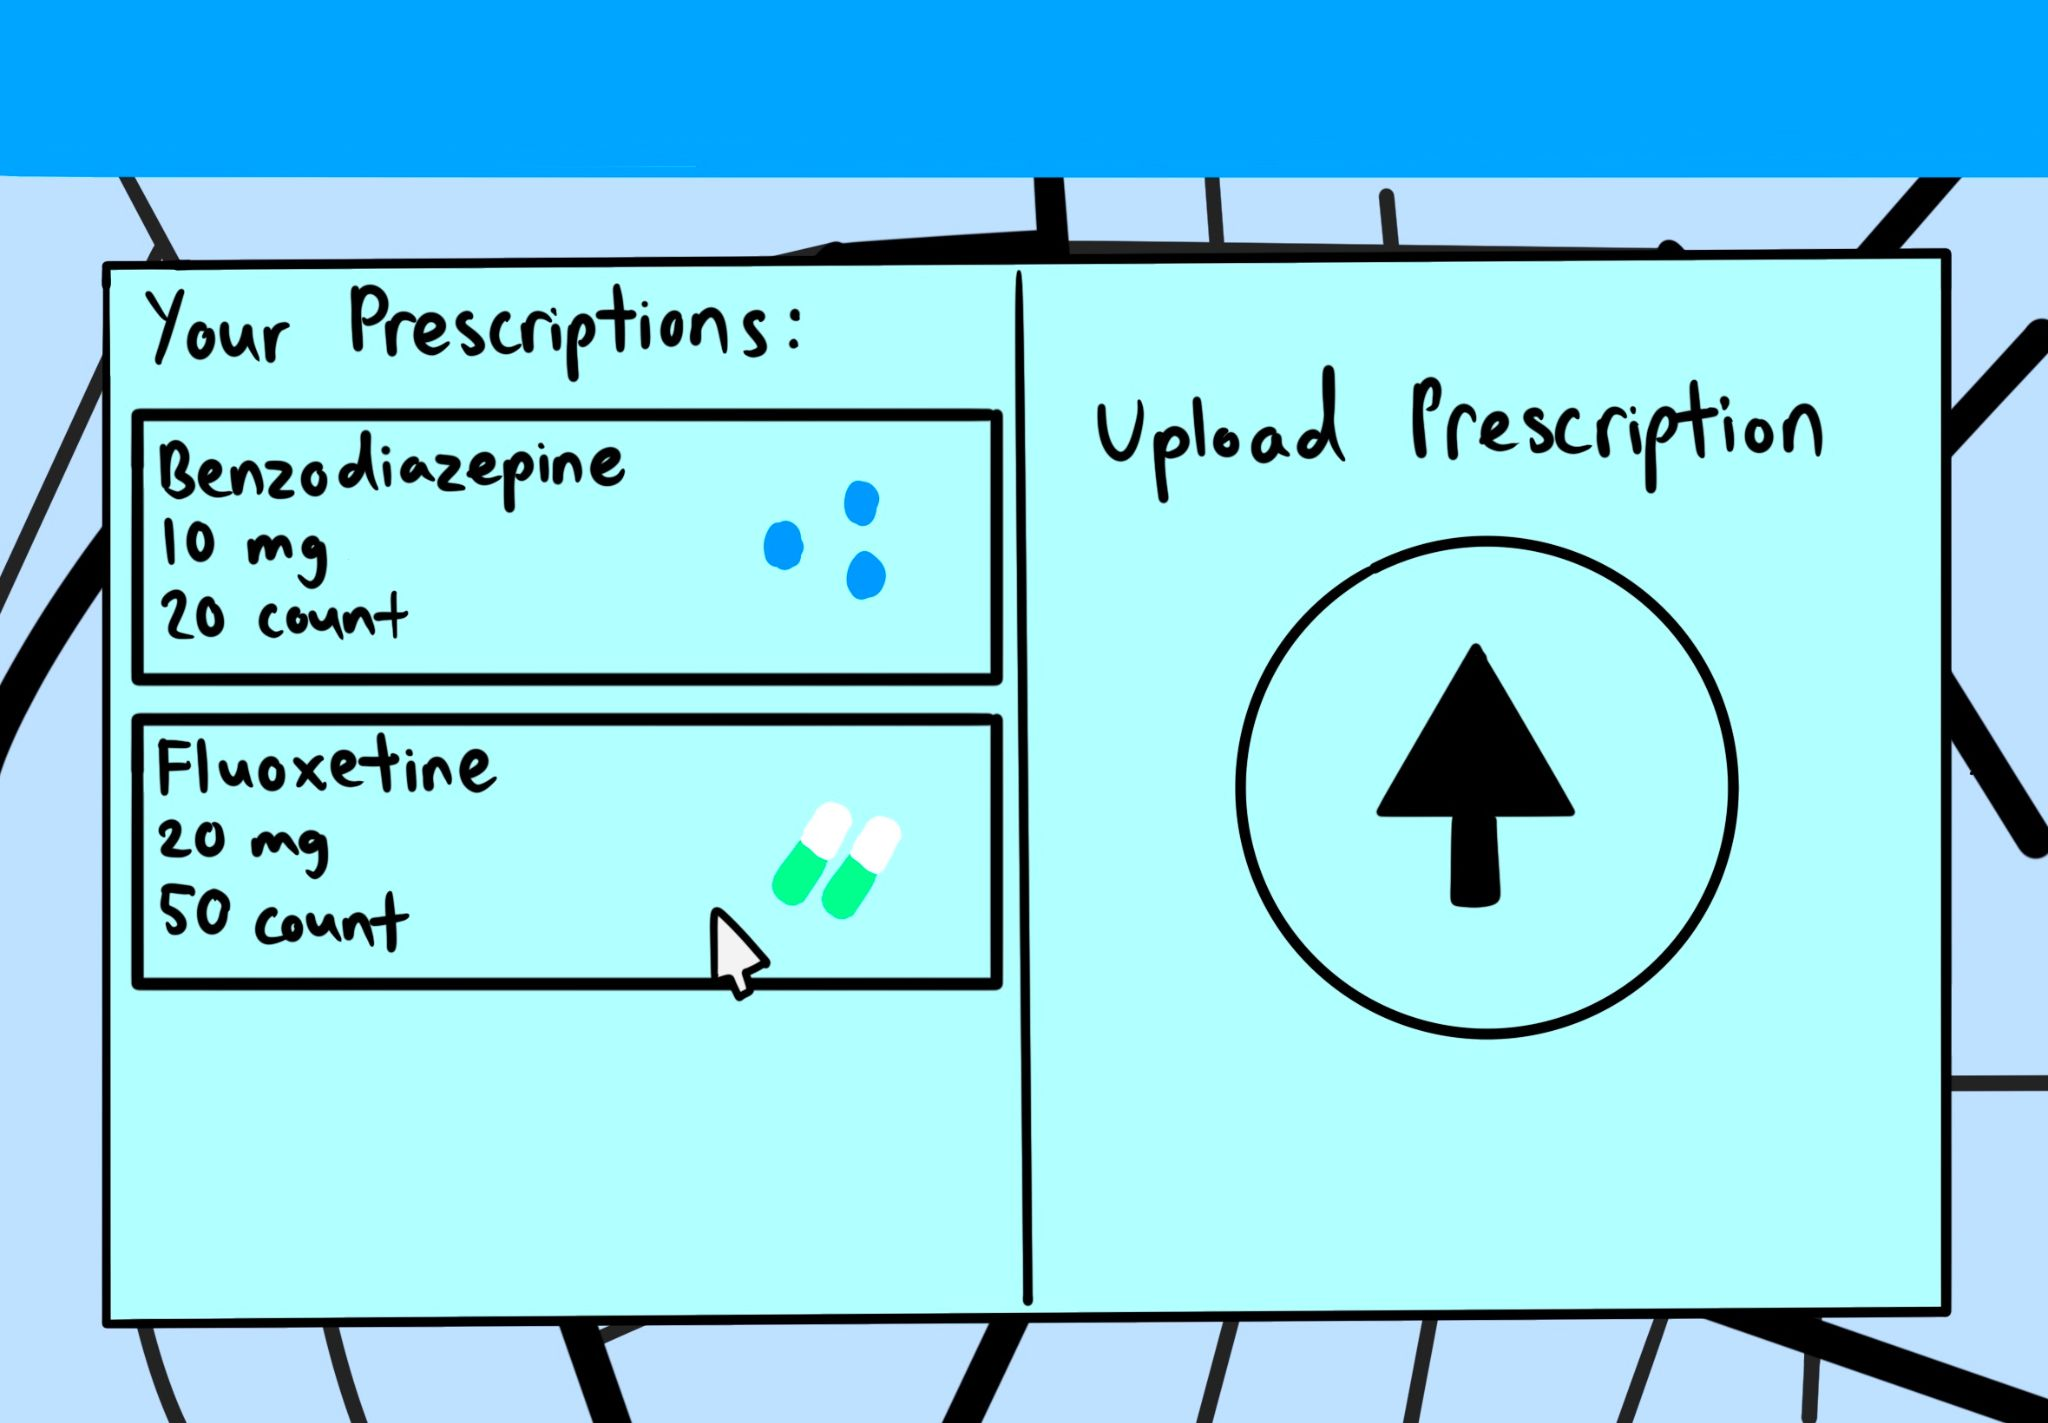 Your Prescriptions:
Benzodiazepine
10 mg
20 count
Fluoxetine
20 mg
50 count
Upload Prescription